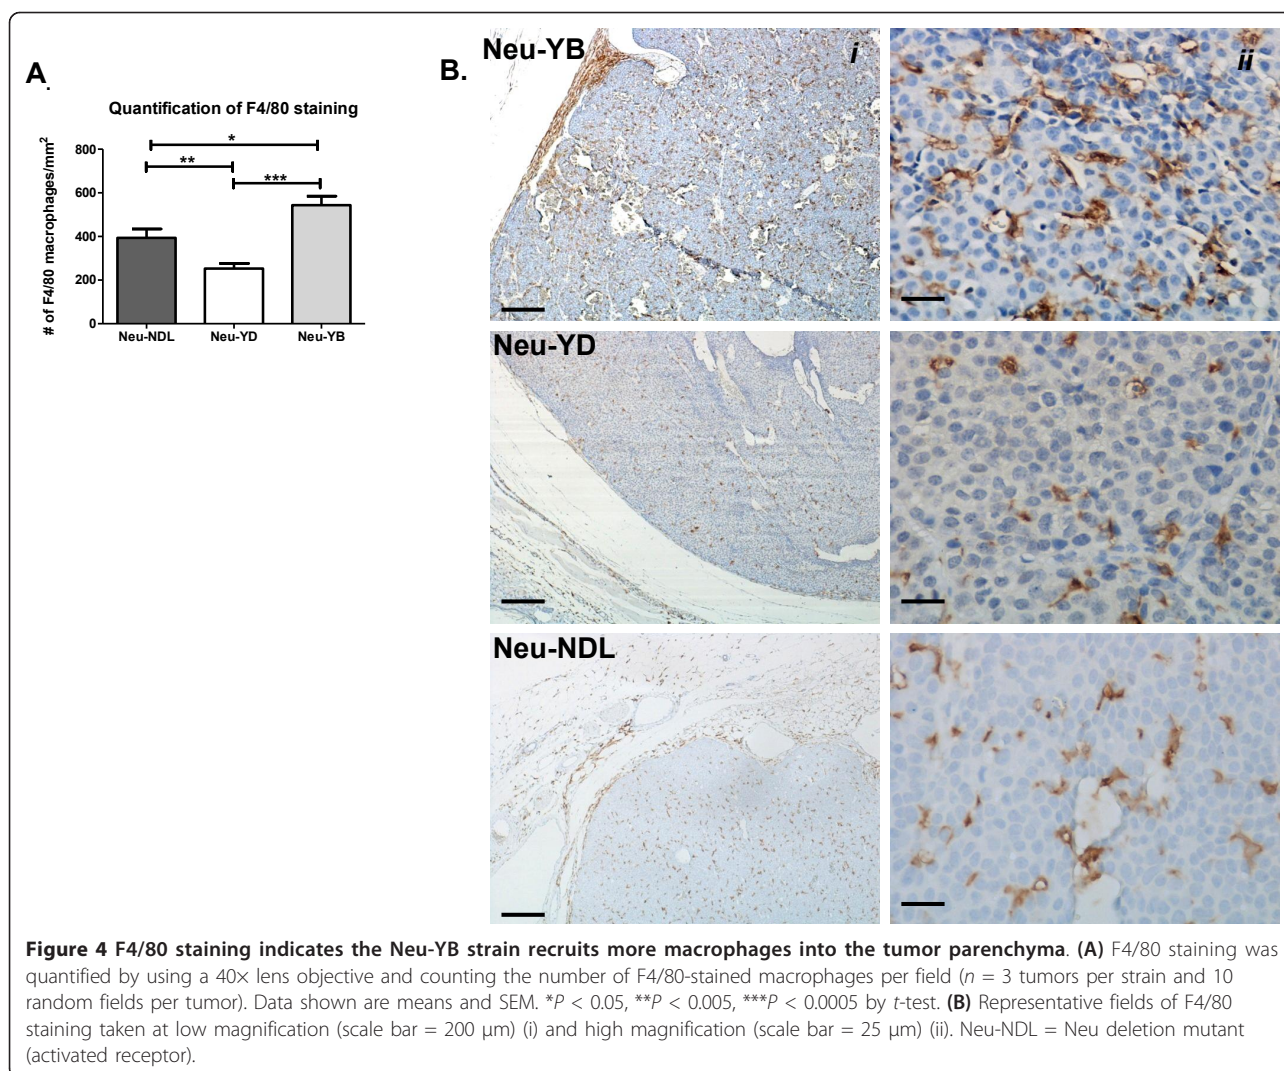 A.
Quantification of F4/80 staining
# of F4/80 macrophages/mm²
800
600
400
200
0
*
**
***
Neu-NDL Neu-YD Neu-YB
B.
Neu-YB
i
ii
Neu-YD
Neu-NDL
Figure 4 F4/80 staining indicates the Neu-YB strain recruits more macrophages into the tumor parenchyma. (A) F4/80 staining was
quantified by using a 40× lens objective and counting the number of F4/80-stained macrophages per field (n = 3 tumors per strain and 10
random fields per tumor). Data shown are means and SEM. *P < 0.05, **P < 0.005, ***P < 0.0005 by t-test. (B) Representative fields of F4/80
staining taken at low magnification (scale bar = 200 μm) (i) and high magnification (scale bar = 25 μm) (ii). Neu-NDL = Neu deletion mutant
(activated receptor).